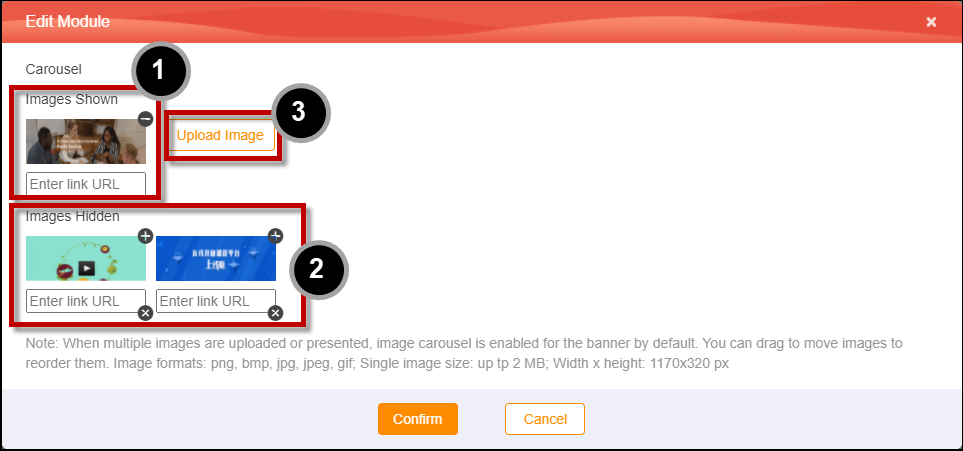 Edit Module
Carousel
1
Images Shown
3
Upload Image
Enter link URL
Images Hidden
上线啦
2
Enter link URL Enter link URL
Note: When multiple images are uploaded or presented, image carousel is enabled for the banner by default. You can drag to move images to
reorder them. Image formats: png, bmp, jpg, jpeg, gif; Single image size: up tp 2 MB; Width x height: 1170x320 px
Confirm Cancel